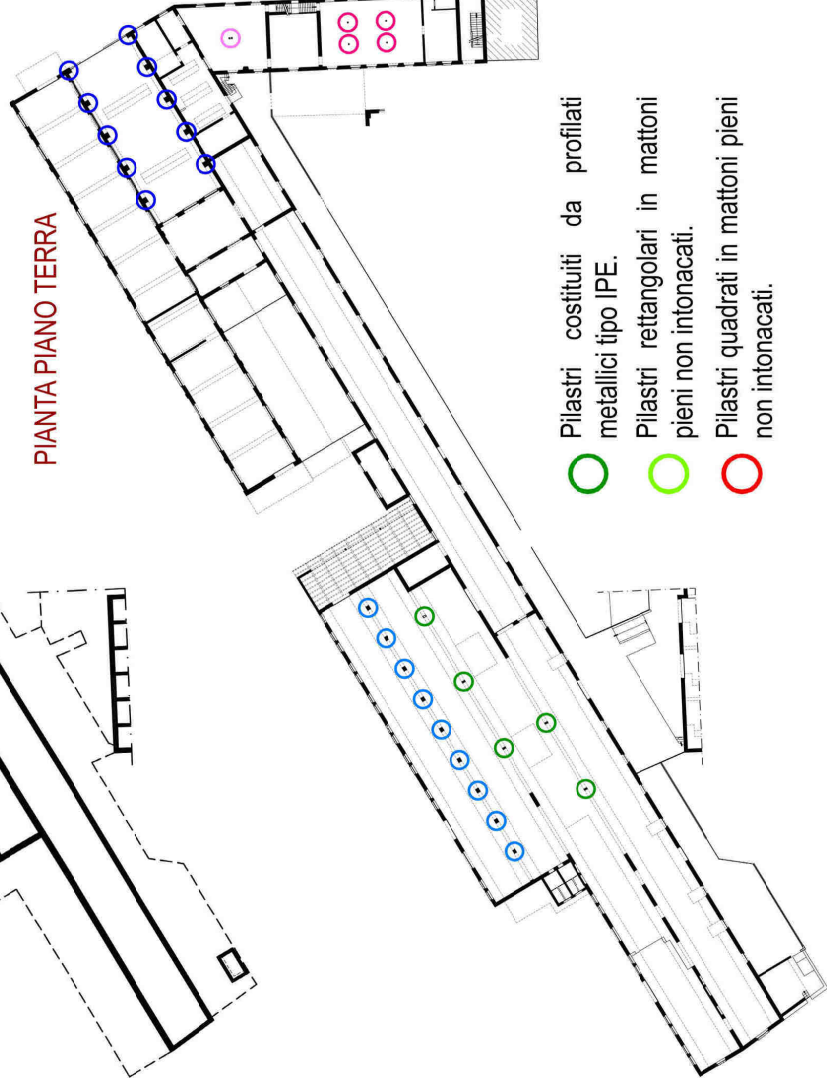 PIANTA PIANO TERRA
Pilastri costituiti da profilati
metallici tipo IPE.
Pilastri rettangolari in mattoni
pieni non intonacati.
Pilastri quadrati in mattoni pieni
non intonacati.